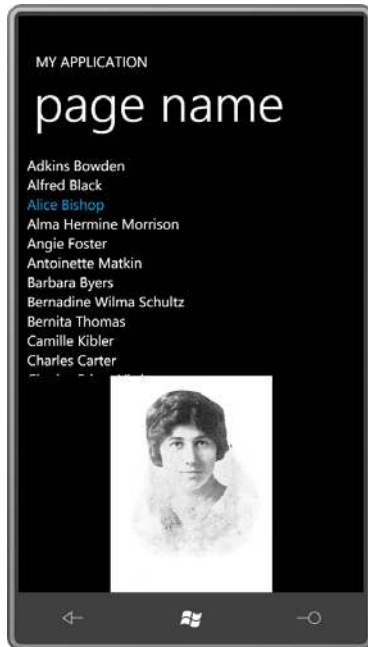 MY APPLICATION
page name
Adkins Bowden
Alfred Black
Alice Bishop
Alma Hermine Morrison
Angie Foster
Antoinette Matkin
Barbara Byers
Bernadine Wilma Schultz
Bernita Thomas
Camille Kibler
Charles Carter